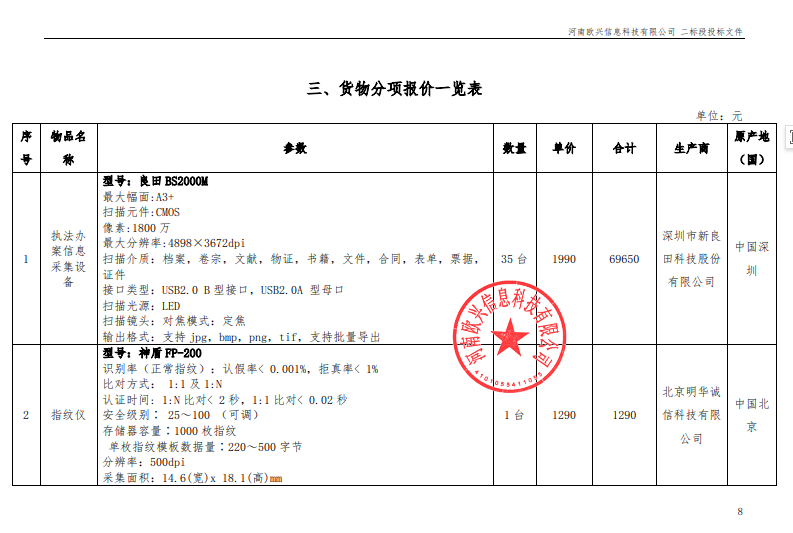 河南欧兴信息科技有限公司 二标段投标文件
三、货物分项报价一览表
单位：元
序号 物品名称 参数 数量 单价 合计 生产商 原产地（国）
1
执法办案信息采集设备
型号：良田BS2000M
最大幅面:A3+
扫描元件:CMOS
像素:1800万
最大分辨率:4898×3672dpi
扫描介质：档案，卷宗，文献，物证，书籍，文件，合同，表单，票据，
证件
接口类型：USB2.0 B型接口，USB2.0A 型母口
扫描光源：LED
扫描镜头：对焦模式：定焦
输出格式：支持jpg，bmp，png，tif，支持批量导出
35台
1990
69650
深圳市新良田科技股份有限公司
中国深圳
2
指纹仪
型号：神盾FP-200
识别率（正常指纹）：认假率< 0.001%，拒真率< 1%
比对方式： 1:1及1:N
认证时间: 1:N比对< 2秒，1:1比对< 0.02秒
安全级别： 25～100 （可调）
存储器容量：1000枚指纹
单枚指纹模板数据量：220～500字节
分辨率：500dpi
采集面积：14.6(宽)x 18.1(高)mm
1台
1290
1290
北京明华诚信科技有限公司
中国北京
河南欧兴信息科技有限公司
8